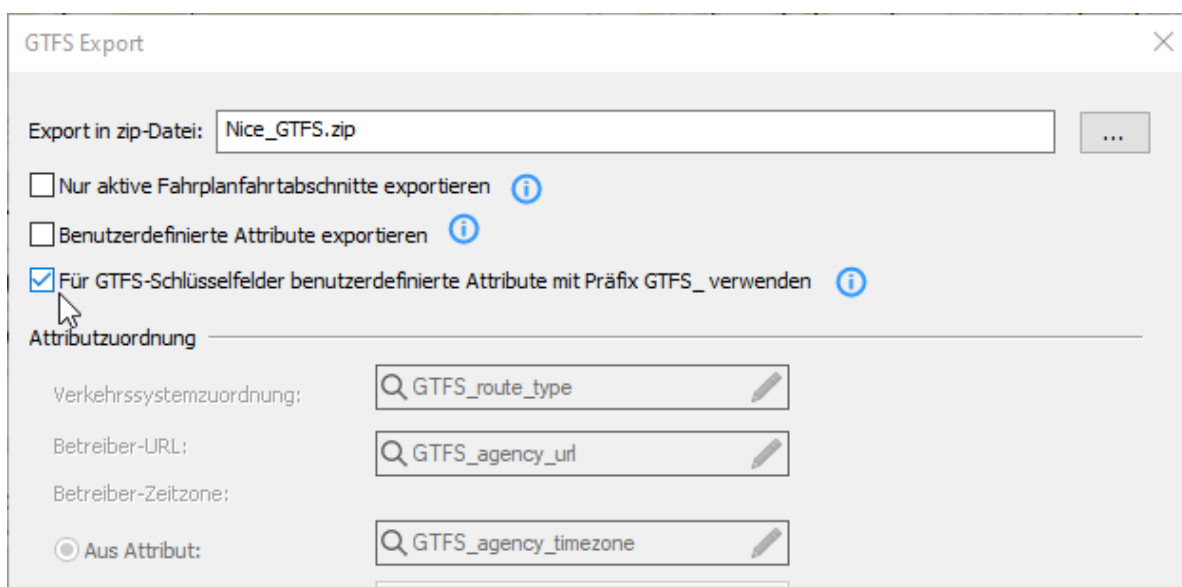 GTFS Export
Export in zip-Datei: Nice_GTFS.zip ...
Nur aktive Fahrplanfahrtabschnitte exportieren
Benutzerdefinierte Attribute exportieren
Für GTFS-Schlüsselfelder benutzerdefinierte Attribute mit Präfix GTFS_ verwenden
Attributzuordnung
Verkehrssystemzuordnung: GTFS_route_type
Betreiber-URL: GTFS_agency_url
Betreiber-Zeitzone:
Aus Attribut: GTFS_agency_timezone